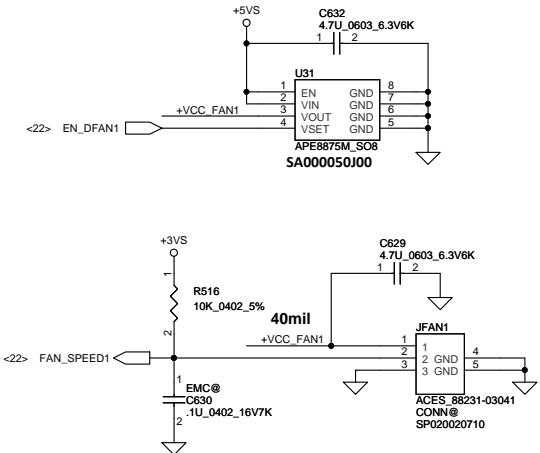 +5VS
C632
4.7U_0603_6.3V6K
1 2
U31
1 EN GND 8
2 VIN GND 7
+VCC_FAN1 3 VOUT GND 6
<22> EN_DFAN1 4 VSET GND 5
APE8875M_SO8
SA000050J00
+3VS
C629
4.7U_0603_6.3V6K
1 2
1
R516
10K_0402_5%
2
40mil
JFAN1
+VCC_FAN1 1 1
<22> FAN_SPEED1 2 2 GND 4
3 3 GND 5
1
EMC@
C630
.1U_0402_16V7K
2
ACES_88231-03041
CONN@
SP020020710